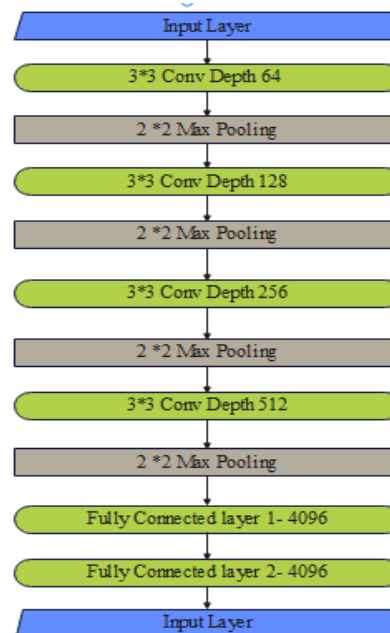 Input Layer
3*3 Conv Depth 64
2 *2 Max Pooling
3*3 Conv Depth 128
2 *2 Max Pooling
3*3 Conv Depth 256
2 *2 Max Pooling
3*3 Conv Depth 512
2 *2 Max Pooling
Fully Connected layer 1- 4096
Fully Connected layer 2- 4096
Input Layer